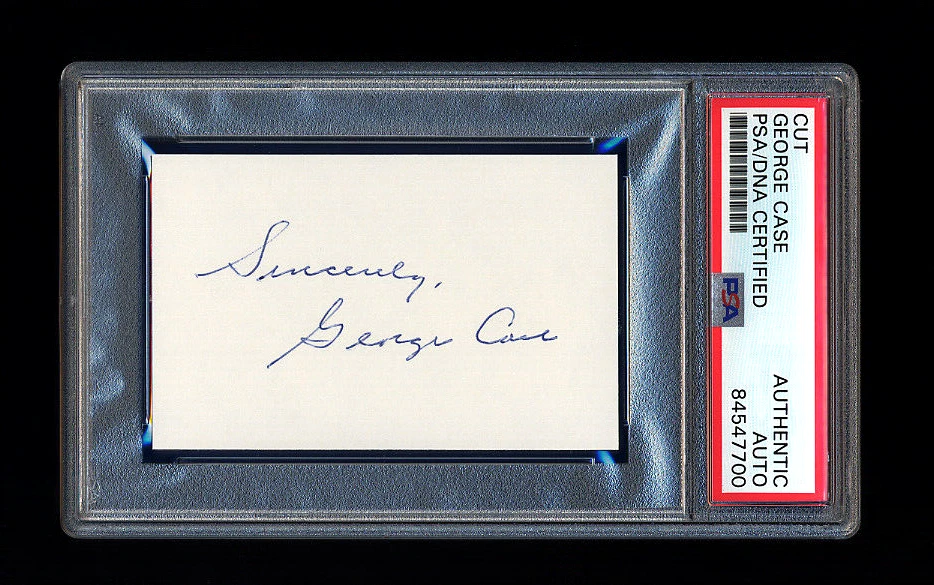 Sincerely,
George Case
CUT
GEORGE CASE
PSA/DNA CERTIFIED
PSA
AUTHENTIC
AUTO
84547700